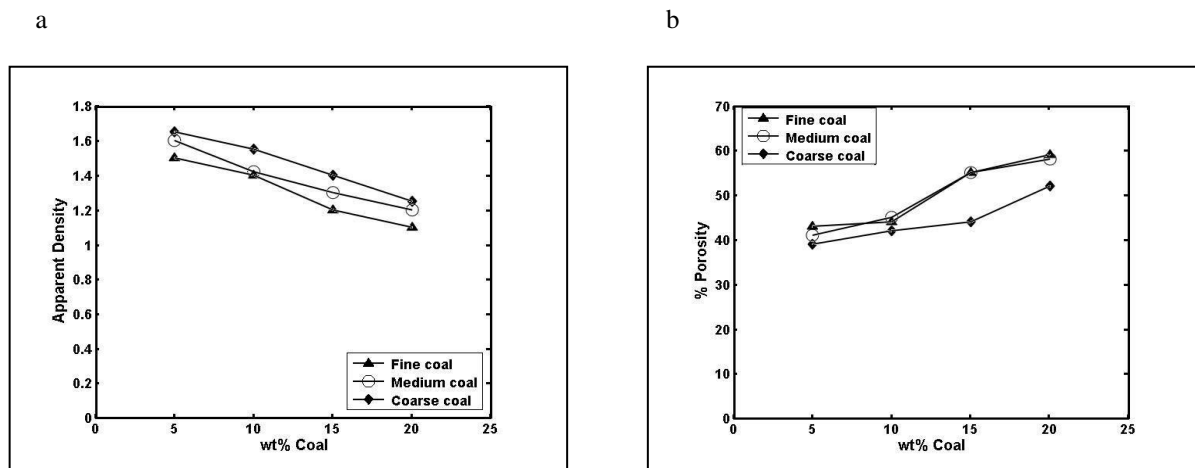 a
b
1.8
1.6
1.4
1.2
1
0.8
0.6
0.4
0.2
0
Apparent Density
Fine coal
Medium coal
Coarse coal
0 5 10 15 20 25
wt% Coal
70
60
50
40
30
20
10
0
% Porosity
Fine coal
Medium coal
Coarse coal
0 5 10 15 20 25
wt% Coal